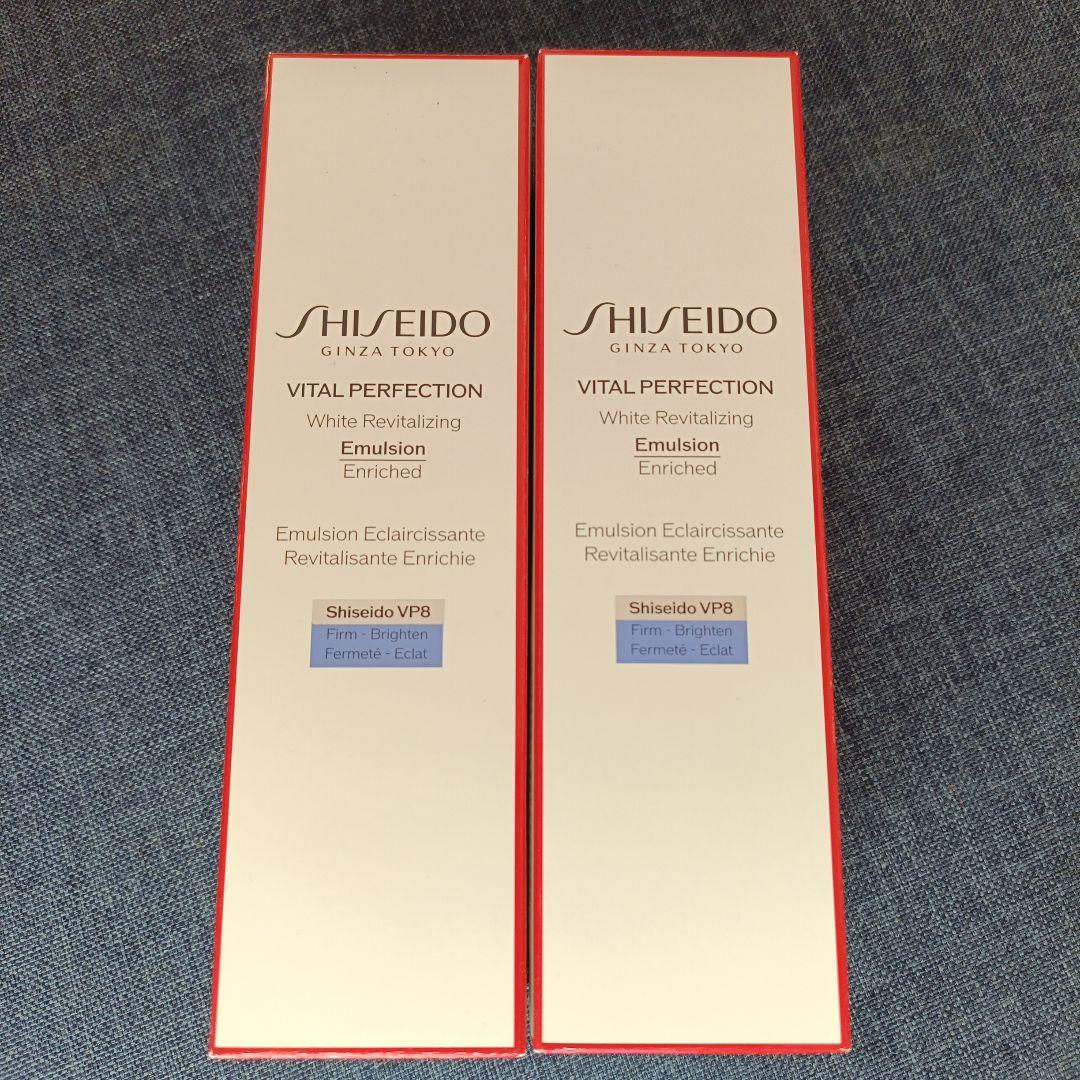 SHISEIDO
GINZA TOKYO
VITAL PERFECTION
White Revitalizing
Emulsion
Enriched
Emulsion Eclaircissante
Revitalisante Enrichie
Shiseido VP8
Firm - Brighten
Fermeté - Eclat
SHISEIDO
GINZA TOKYO
VITAL PERFECTION
White Revitalizing
Emulsion
Enriched
Emulsion Eclaircissante
Revitalisante Enrichie
Shiseido VP8
Firm - Brighten
Fermeté - Eclat